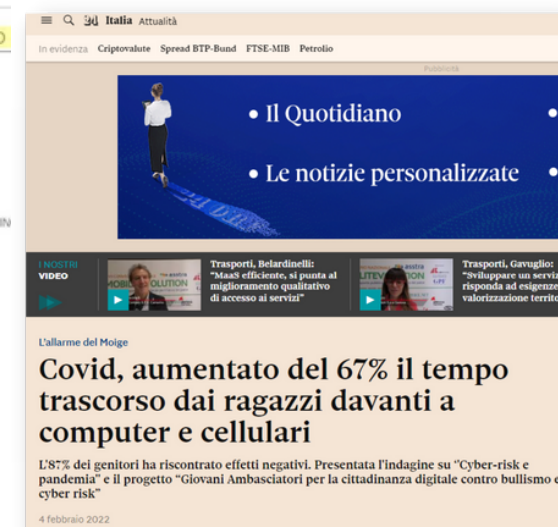 Italia Attualità
In evidenza Criptovalute Spread BTP-Bund FTSE-MIB Petrolio
Pubblicità
• Il Quotidiano
• Le notizie personalizzate
I NOSTRI
VIDEO
Trasporti, Belardinelli:
"MaaS efficiente, si punta al
miglioramento qualitativo
di accesso ai servizi"
Trasporti, Gavuglio:
"Sviluppare un serviz
risponda ad esigenze
valorizzazione territo
L'allarme del Moige
Covid, aumentato del 67% il tempo
trascorso dai ragazzi davanti a
computer e cellulari
L'87% dei genitori ha riscontrato effetti negativi. Presentata l'indagine su "Cyber-risk e
pandemia" e il progetto "Giovani Ambasciatori per la cittadinanza digitale contro bullismo e
cyber risk"
4 febbraio 2022